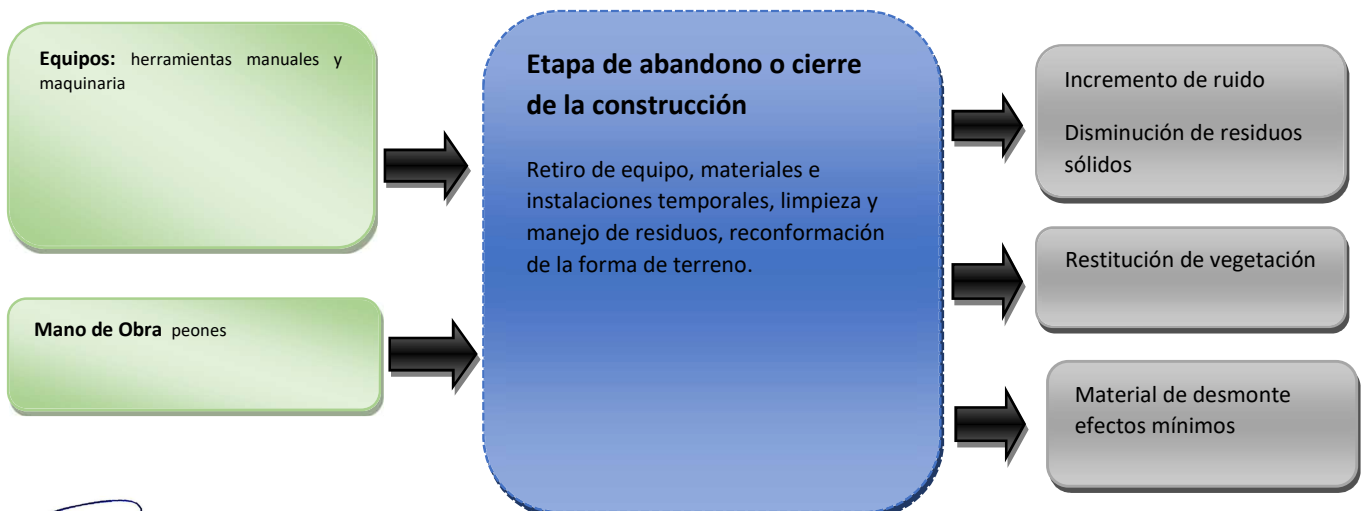 Equipos: herramientas manuales y
maquinaria
Mano de Obra peones
Etapa de abandono o cierre
de la construcción
Retiro de equipo, materiales e
instalaciones temporales, limpieza y
manejo de residuos, reconformación
de la forma de terreno.
Incremento de ruido
Disminución de residuos
sólidos
Restitución de vegetación
Material de desmonte
efectos mínimos